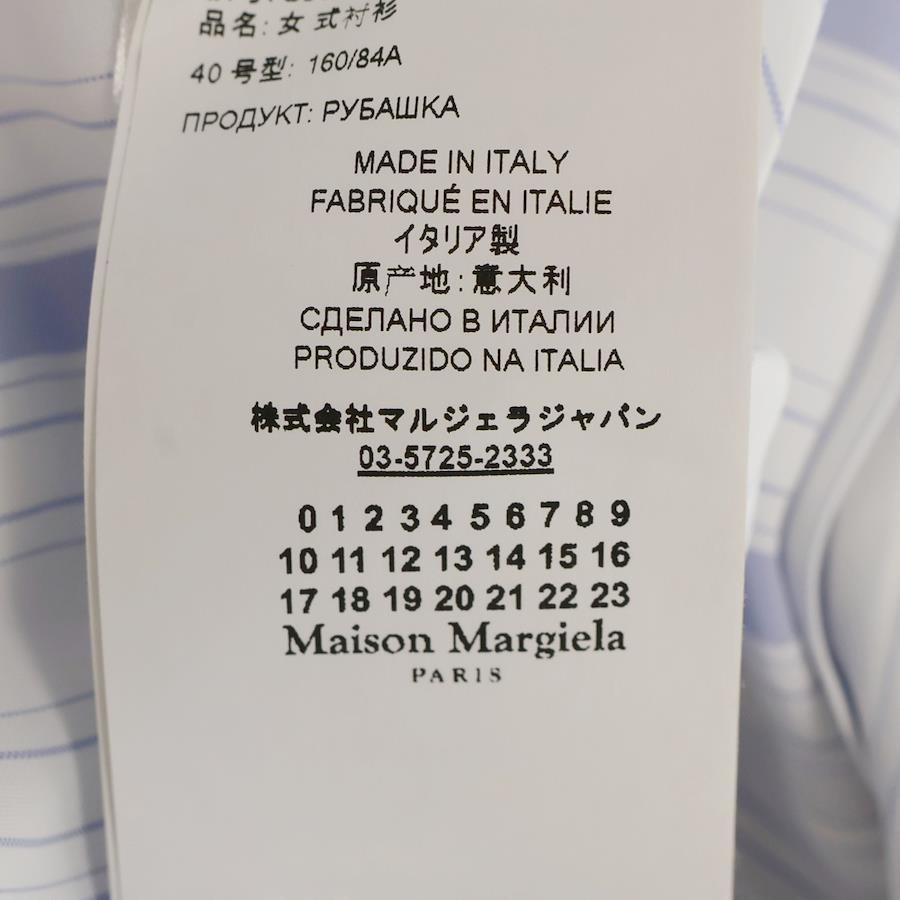 品名: 女 式衬衫
40 号型: 160/84A
ПРОДУКТ: РУБАШКА
MADE IN ITALY
FABRIQUÉ EN ITALIE
イタリア製
原产地: 意大利
СДЕЛАНО В ИТАЛИИ
PRODUZIDO NA ITALIA
株式会社マルジェラジャパン
03-5725-2333
0 1 2 3 4 5 6 7 8 9
10 11 12 13 14 15 16
17 18 19 20 21 22 23
Maison Margiela
PARIS